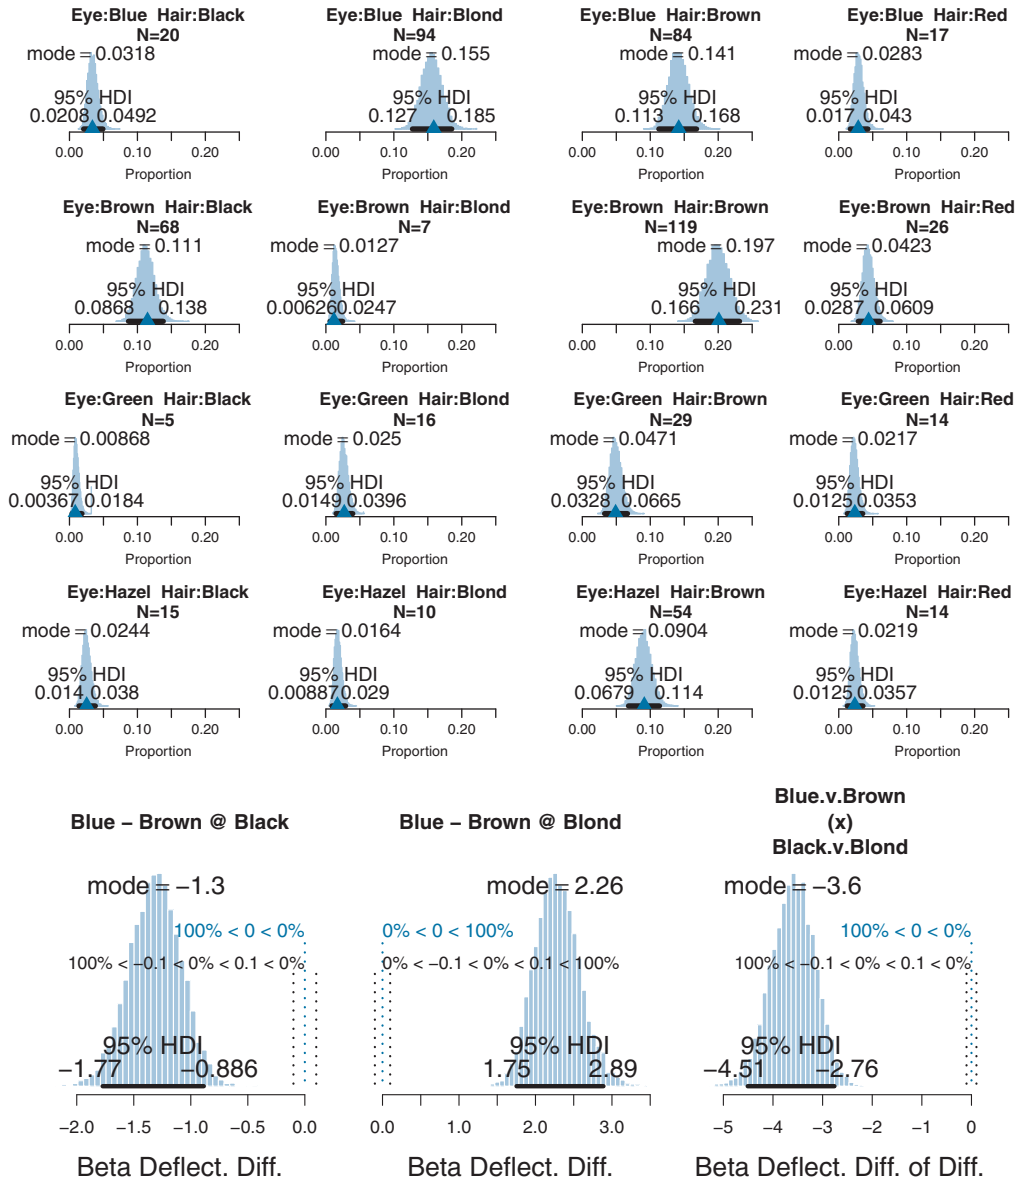 Eye:Blue Hair:Black
N=20
mode = 0.0318
95% HDI
0.0208 0.0492
0.00 0.10 0.20
Proportion
Eye:Blue Hair:Blond
N=94
mode = 0.155
95% HDI
0.127 0.185
0.00 0.10 0.20
Proportion
Eye:Blue Hair:Brown
N=84
mode = 0.141
95% HDI
0.113 0.168
0.00 0.10 0.20
Proportion
Eye:Blue Hair:Red
N=17
mode = 0.0283
95% HDI
0.017 0.043
0.00 0.10 0.20
Proportion
Eye:Brown Hair:Black
N=68
mode = 0.111
95% HDI
0.0868 0.138
0.00 0.10 0.20
Proportion
Eye:Brown Hair:Blond
N=7
mode = 0.0127
95% HDI
0.00626 0.0247
0.00 0.10 0.20
Proportion
Eye:Brown Hair:Brown
N=119
mode = 0.197
95% HDI
0.166 0.231
0.00 0.10 0.20
Proportion
Eye:Brown Hair:Red
N=26
mode = 0.0423
95% HDI
0.0287 0.0609
0.00 0.10 0.20
Proportion
Eye:Green Hair:Black
N=5
mode = 0.00868
95% HDI
0.00367 0.0184
0.00 0.10 0.20
Proportion
Eye:Green Hair:Blond
N=16
mode = 0.025
95% HDI
0.0149 0.0396
0.00 0.10 0.20
Proportion
Eye:Green Hair:Brown
N=29
mode = 0.0471
95% HDI
0.0328 0.0665
0.00 0.10 0.20
Proportion
Eye:Green Hair:Red
N=14
mode = 0.0217
95% HDI
0.0125 0.0353
0.00 0.10 0.20
Proportion
Eye:Hazel Hair:Black
N=15
mode = 0.0244
95% HDI
0.014 0.038
0.00 0.10 0.20
Proportion
Eye:Hazel Hair:Blond
N=10
mode = 0.0164
95% HDI
0.00887 0.029
0.00 0.10 0.20
Proportion
Eye:Hazel Hair:Brown
N=54
mode = 0.0904
95% HDI
0.0679 0.114
0.00 0.10 0.20
Proportion
Eye:Hazel Hair:Red
N=14
mode = 0.0219
95% HDI
0.0125 0.0357
0.00 0.10 0.20
Proportion
Blue − Brown @ Black
mode = −1.3
100% < 0 < 0%
100% < −0.1 < 0% < 0.1 < 0%
95% HDI
−1.77 −0.886
−2.0 −1.5 −1.0 −0.5 0.0
Beta Deflect. Diff.
Blue − Brown @ Blond
mode = 2.26
0% < 0 < 100%
0% < −0.1 < 0% < 0.1 < 100%
95% HDI
1.75 2.89
0.0 1.0 2.0 3.0
Beta Deflect. Diff.
Blue.v.Brown
(x)
Black.v.Blond
mode = −3.6
100% < 0 < 0%
100% < −0.1 < 0% < 0.1 < 0%
95% HDI
−4.51 −2.76
−5 −4 −3 −2 −1 0
Beta Deflect. Diff. of Diff.